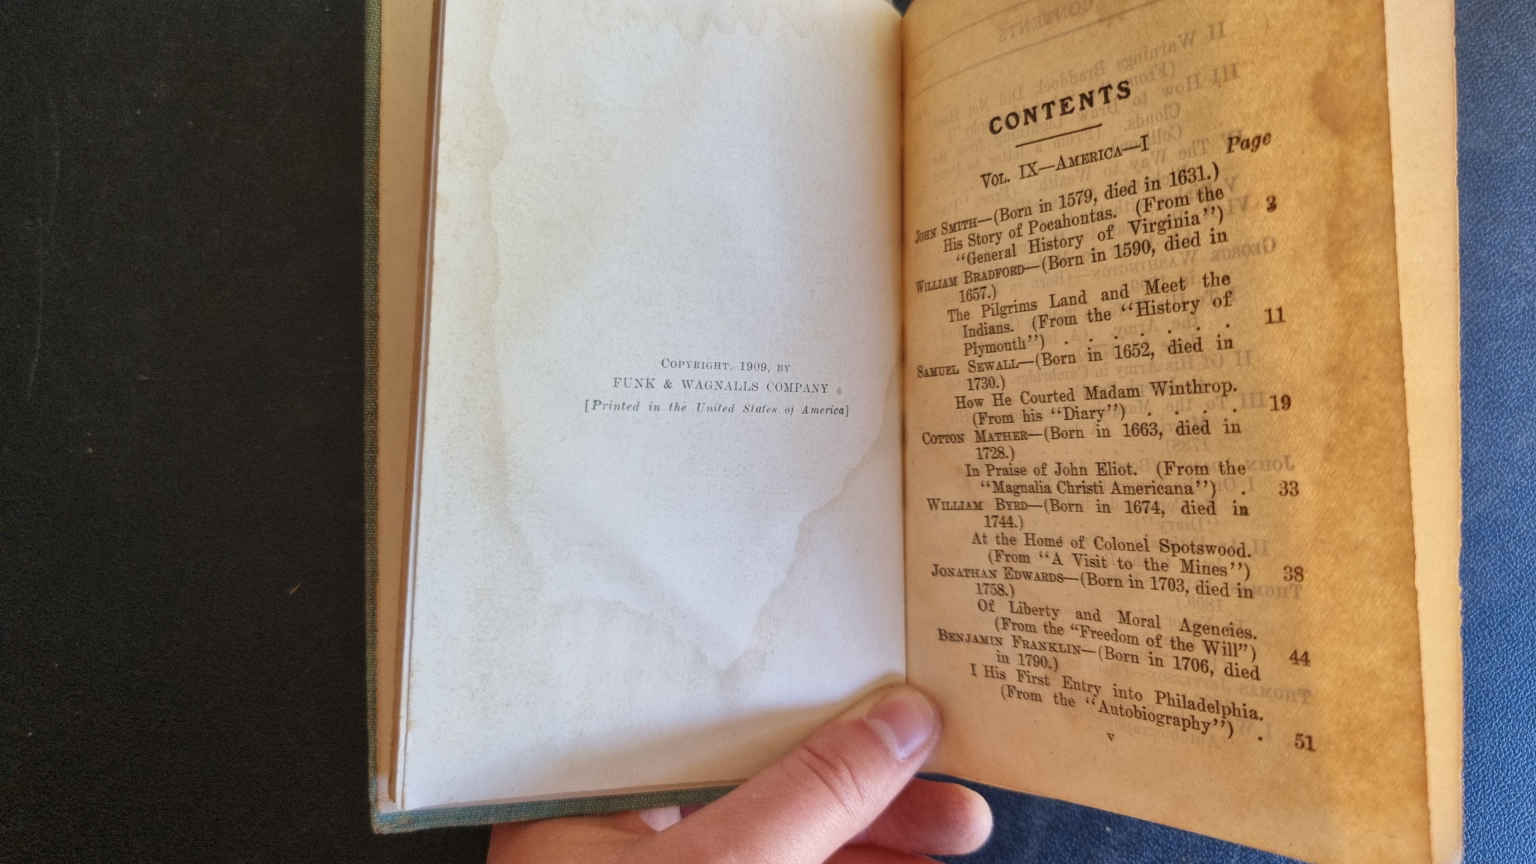 COPYRIGHT, 1909, BY
FUNK & WAGNALLS COMPANY
[Printed in the United States of America]
CONTENTS
VOL. IX—AMERICA—I
Page
JOHN SMITH—(Born in 1579, died in 1631.)
His Story of Pocahontas. (From the
"General History of Virginia") 3
WILLIAM BRADFORD—(Born in 1590, died in
1657.)
The Pilgrims Land and Meet the
Indians. (From the "History of
Plymouth") . . . . . . 11
SAMUEL SEWALL—(Born in 1652, died in
1730.)
How He Courted Madam Winthrop.
(From his "Diary") . . . . 19
COTTON MATHER—(Born in 1663, died in
1728.)
In Praise of John Eliot. (From the
"Magnalia Christi Americana") . 33
WILLIAM BYRD—(Born in 1674, died in
1744.)
At the Home of Colonel Spotswood.
(From "A Visit to the Mines") 38
JONATHAN EDWARDS—(Born in 1703, died in
1758.)
Of Liberty and Moral Agencies.
(From the "Freedom of the Will") 44
BENJAMIN FRANKLIN—(Born in 1706, died
in 1790.)
I His First Entry into Philadelphia.
(From the "Autobiography") . 51
v